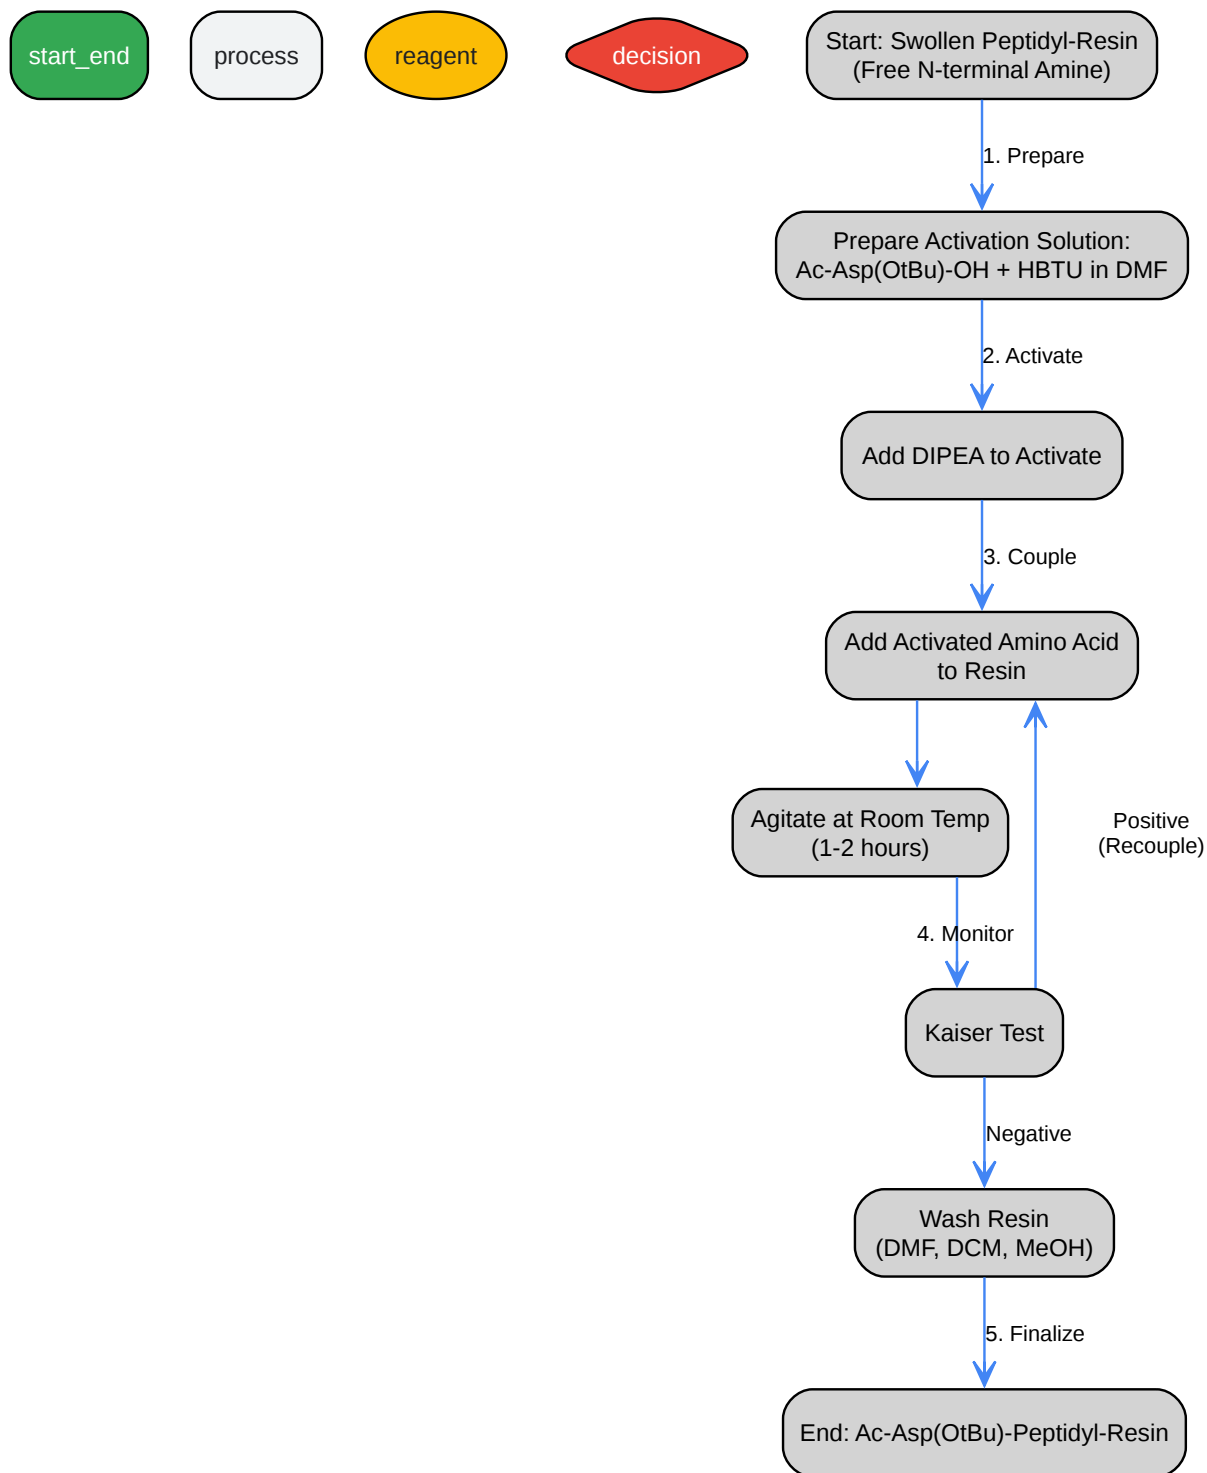 start_end
process
reagent
decision
Start: Swollen Peptidyl-Resin
(Free N-terminal Amine)
1. Prepare
Prepare Activation Solution:
Ac-Asp(OtBu)-OH + HBTU in DMF
2. Activate
Add DIPEA to Activate
3. Couple
Add Activated Amino Acid
to Resin
Agitate at Room Temp
(1-2 hours)
Positive
(Recouple)
4. Monitor
Kaiser Test
Negative
Wash Resin
(DMF, DCM, MeOH)
5. Finalize
End: Ac-Asp(OtBu)-Peptidyl-Resin